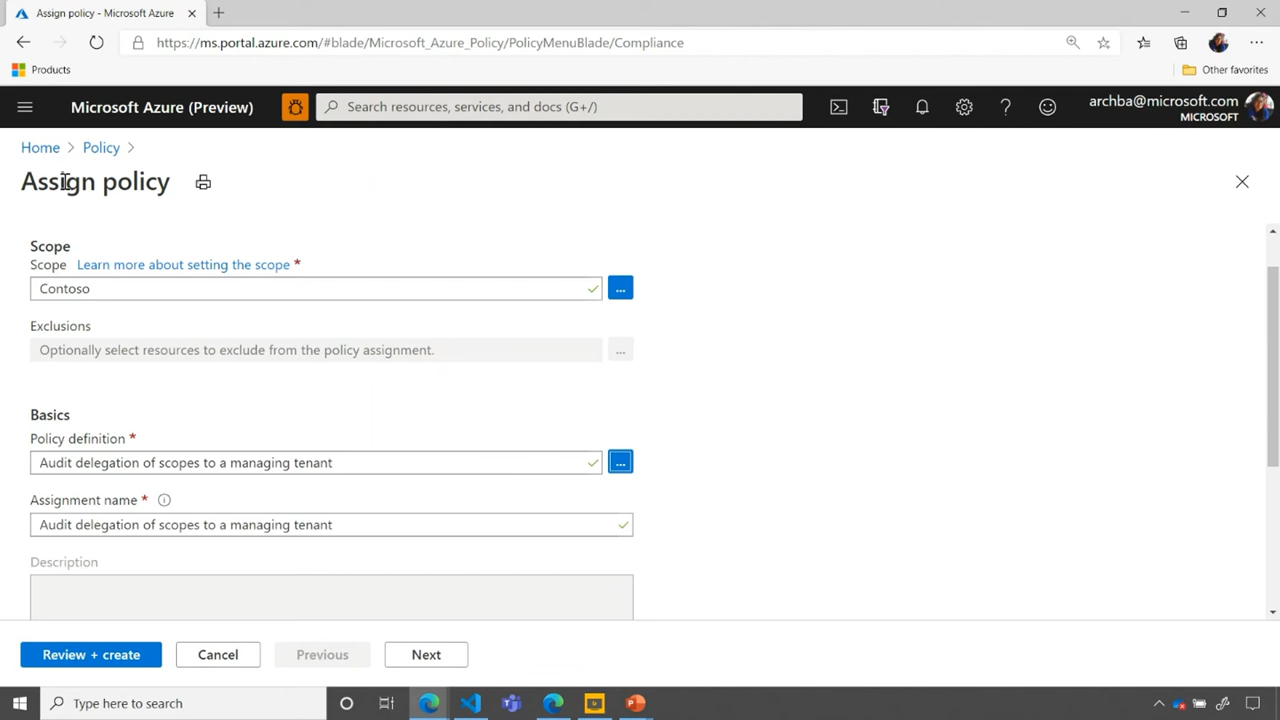 Assign policy - Microsoft Azure
https://ms.portal.azure.com/#blade/Microsoft_Azure_Policy/PolicyMenuBlade/Compliance
Products
Other favorites
Microsoft Azure (Preview)
Search resources, services, and docs (G+/)
archba@microsoft.com
MICROSOFT
Home > Policy >
Assign policy
Scope
Scope Learn more about setting the scope *
Contoso
...
Exclusions
Optionally select resources to exclude from the policy assignment.
...
Basics
Policy definition *
Audit delegation of scopes to a managing tenant
...
Assignment name *
Audit delegation of scopes to a managing tenant
Description
Review + create
Cancel
Previous
Next
Type here to search